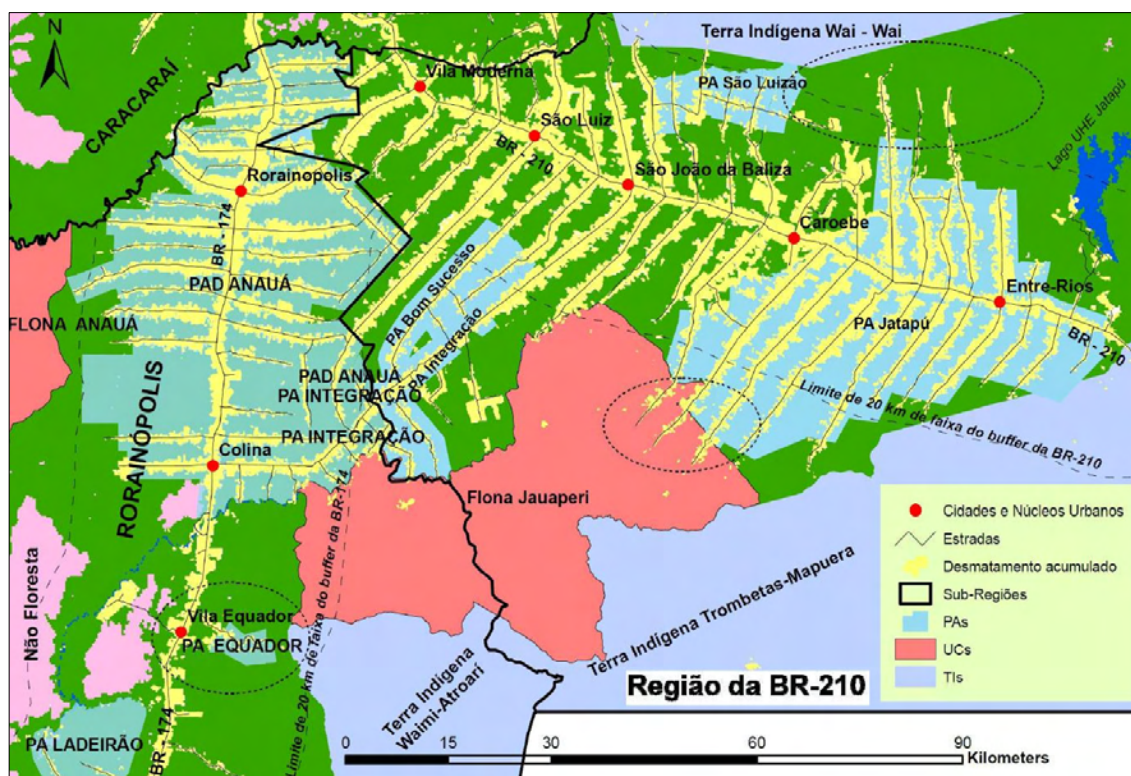 N
Terra Indígena Wai - Wai
CARACARAÍ
Vila Moderna
PA São Luizão
São Luiz
BR - 210
Lago UHE Jatapú
Rorainopolis
São João da Baliza
BR - 174
Caroebe
PA Bom Sucesso
PAD ANAUÁ
Entre-Rios
FLONA ANAUÁ
PA Jatapú
BR - 210
PA Integração
PAD ANAUÁ
PA INTEGRAÇÃO
Limite de 20 km de faixa do buffer da BR-210
RORAINÓPOLIS
PA INTEGRAÇÃO
Colina
Flona Jauaperi
Limite de 20 km de faixa do buffer da BR-174
Não Floresta
Vila Equador
PA EQUADOR
Terra Indígena Trombetas-Mapuera
Terra Indígena
Waimi-Atroari
PA LADEIRÃO
BR - 174
Cidades e Núcleos Urbanos
Estradas
Desmatamento acumulado
Sub-Regiões
PAs
UCs
TIs
Região da BR-210
0 15 30 60 90
Kilometers